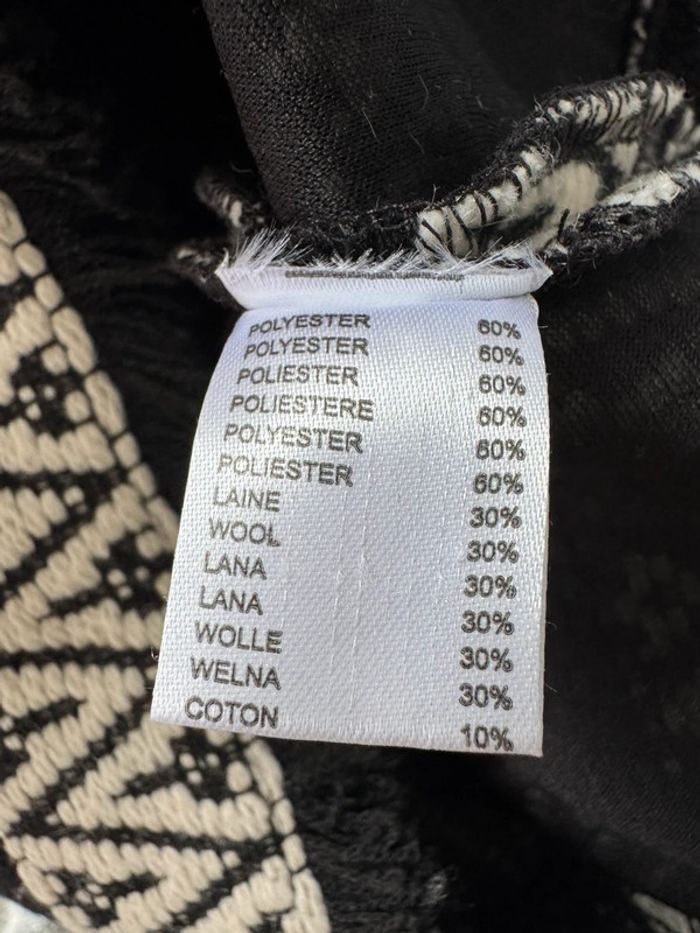 POLYESTER 60%
POLYESTER 60%
POLIESTER 60%
POLIESTERE 60%
POLYESTER 60%
POLIESTER 60%
LAINE 30%
WOOL 30%
LANA 30%
LANA 30%
WOLLE 30%
WELNA 30%
COTON 10%